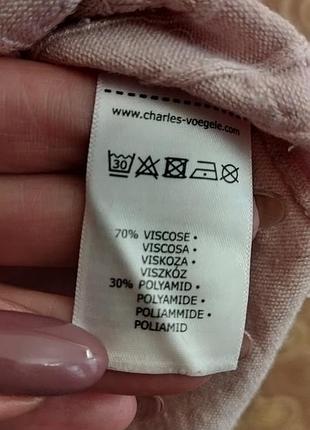 www.charles-voegele.com
30
70% VISCOSE •
VISCOSA •
VISKOZA •
VISZKÓZ
30% POLYAMID •
POLYAMIDE •
POLIAMMIDE •
POLIAMID